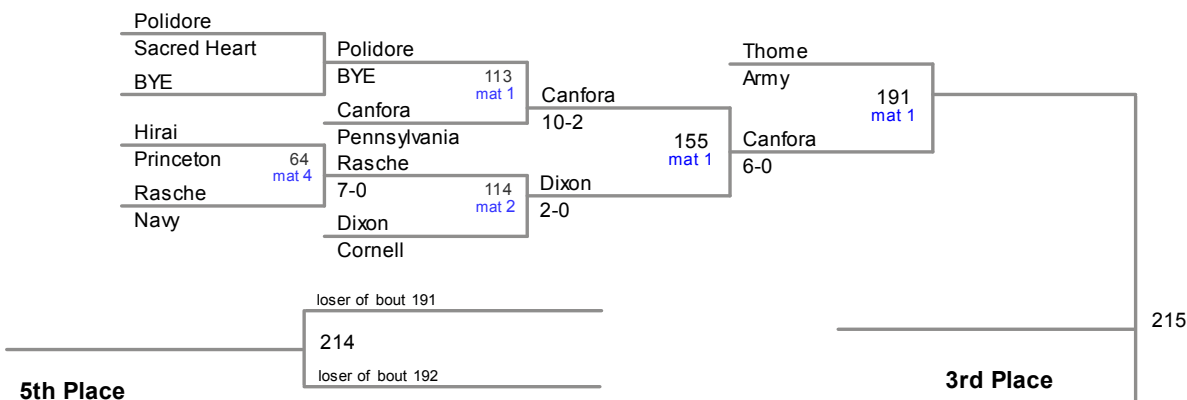 Polidore
Sacred Heart
BYE
Hirai
Princeton
64
mat 4
Rasche
Navy
Polidore
BYE
113
mat 1
Canfora
Pennsylvania
Rasche
7-0
114
mat 2
Dixon
Cornell
Canfora
10-2
155
mat 1
Dixon
2-0
Thome
Army
191
mat 1
Canfora
6-0
loser of bout 191
214
loser of bout 192
5th Place
215
3rd Place